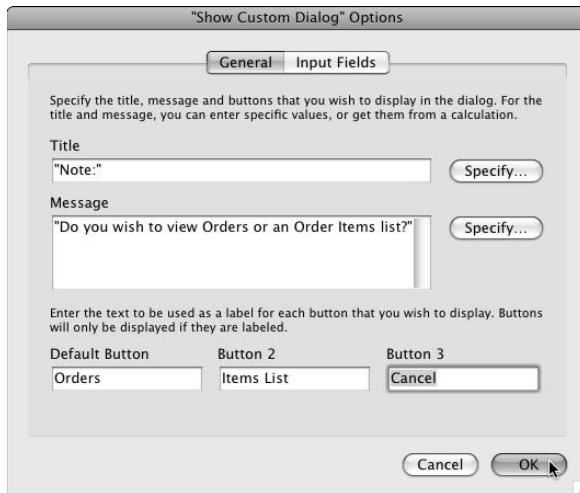 "Show Custom Dialog" Options
General Input Fields
Specify the title, message and buttons that you wish to display in the dialog. For the
title and message, you can enter specific values, or get them from a calculation.
Title
"Note:" Specify...
Message
"Do you wish to view Orders or an Order Items list?" Specify...
Enter the text to be used as a label for each button that you wish to display. Buttons
will only be displayed if they are labeled.
Default Button Button 2 Button 3
Orders Items List Cancel
Cancel OK